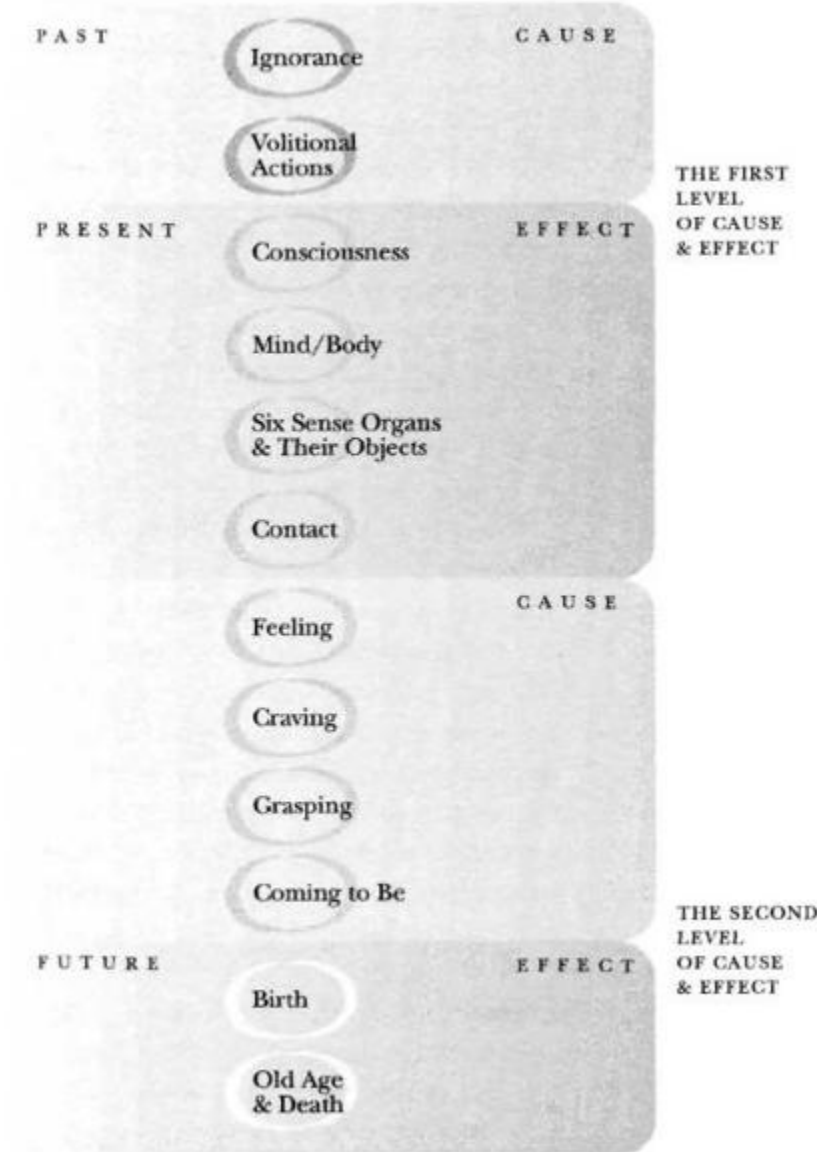 PAST
CAUSE
Ignorance
Volitional
Actions
THE FIRST
LEVEL
OF CAUSE
& EFFECT
PRESENT
EFFECT
Consciousness
Mind/Body
Six Sense Organs
& Their Objects
Contact
CAUSE
Feeling
Craving
Grasping
Coming to Be
THE SECOND
LEVEL
OF CAUSE
& EFFECT
FUTURE
EFFECT
Birth
Old Age
& Death